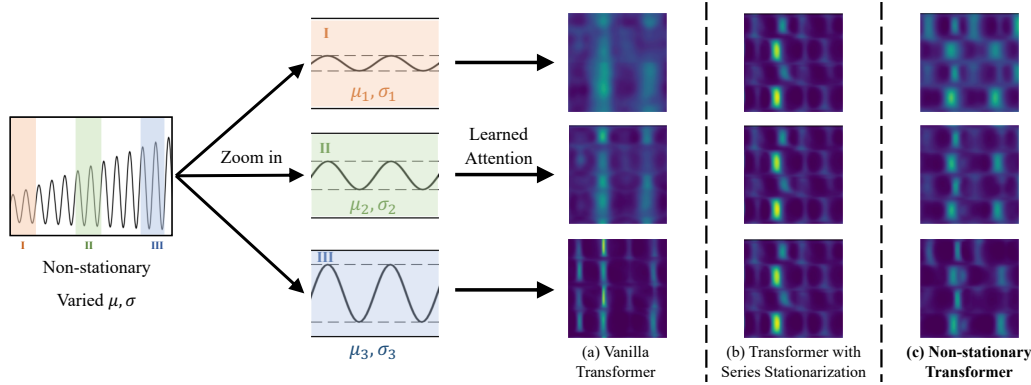 I
μ₁, σ₁
Zoom in
II
μ₂, σ₂
Learned
Attention
I II III
Non-stationary
Varied μ, σ
III
μ₃, σ₃
(a) Vanilla
Transformer
(b) Transformer with
Series Stationarization
(c) Non-stationary
Transformer